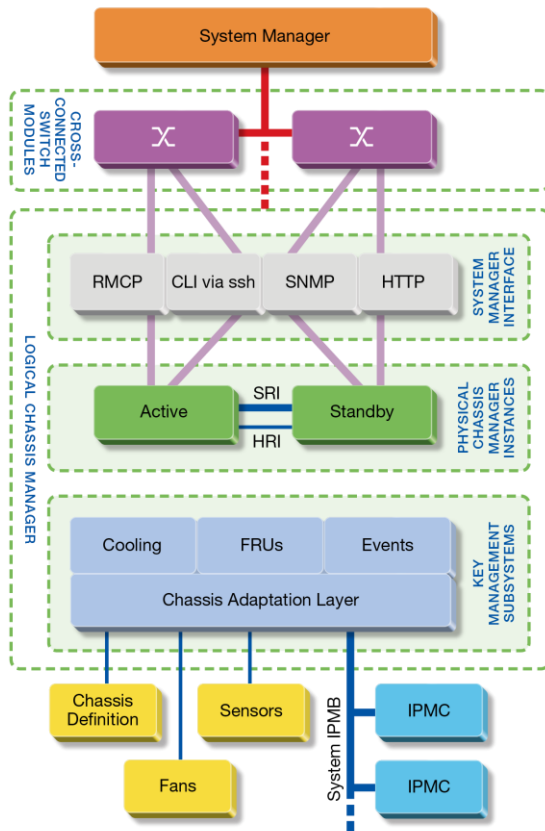 System Manager
CROSS-
CONNECTED
SWITCH
MODULES
RMCP
CLI via ssh
SNMP
HTTP
SYSTEM
MANAGER
INTERFACE
LOGICAL CHASSIS MANAGER
Active
SRI
HRI
Standby
PHYSICAL
CHASSIS
MANAGER
INSTANCES
Cooling
FRUs
Events
Chassis Adaptation Layer
KEY
MANAGEMENT
SUBSYSTEMS
Chassis
Definition
Sensors
System IPMB
IPMC
Fans
IPMC